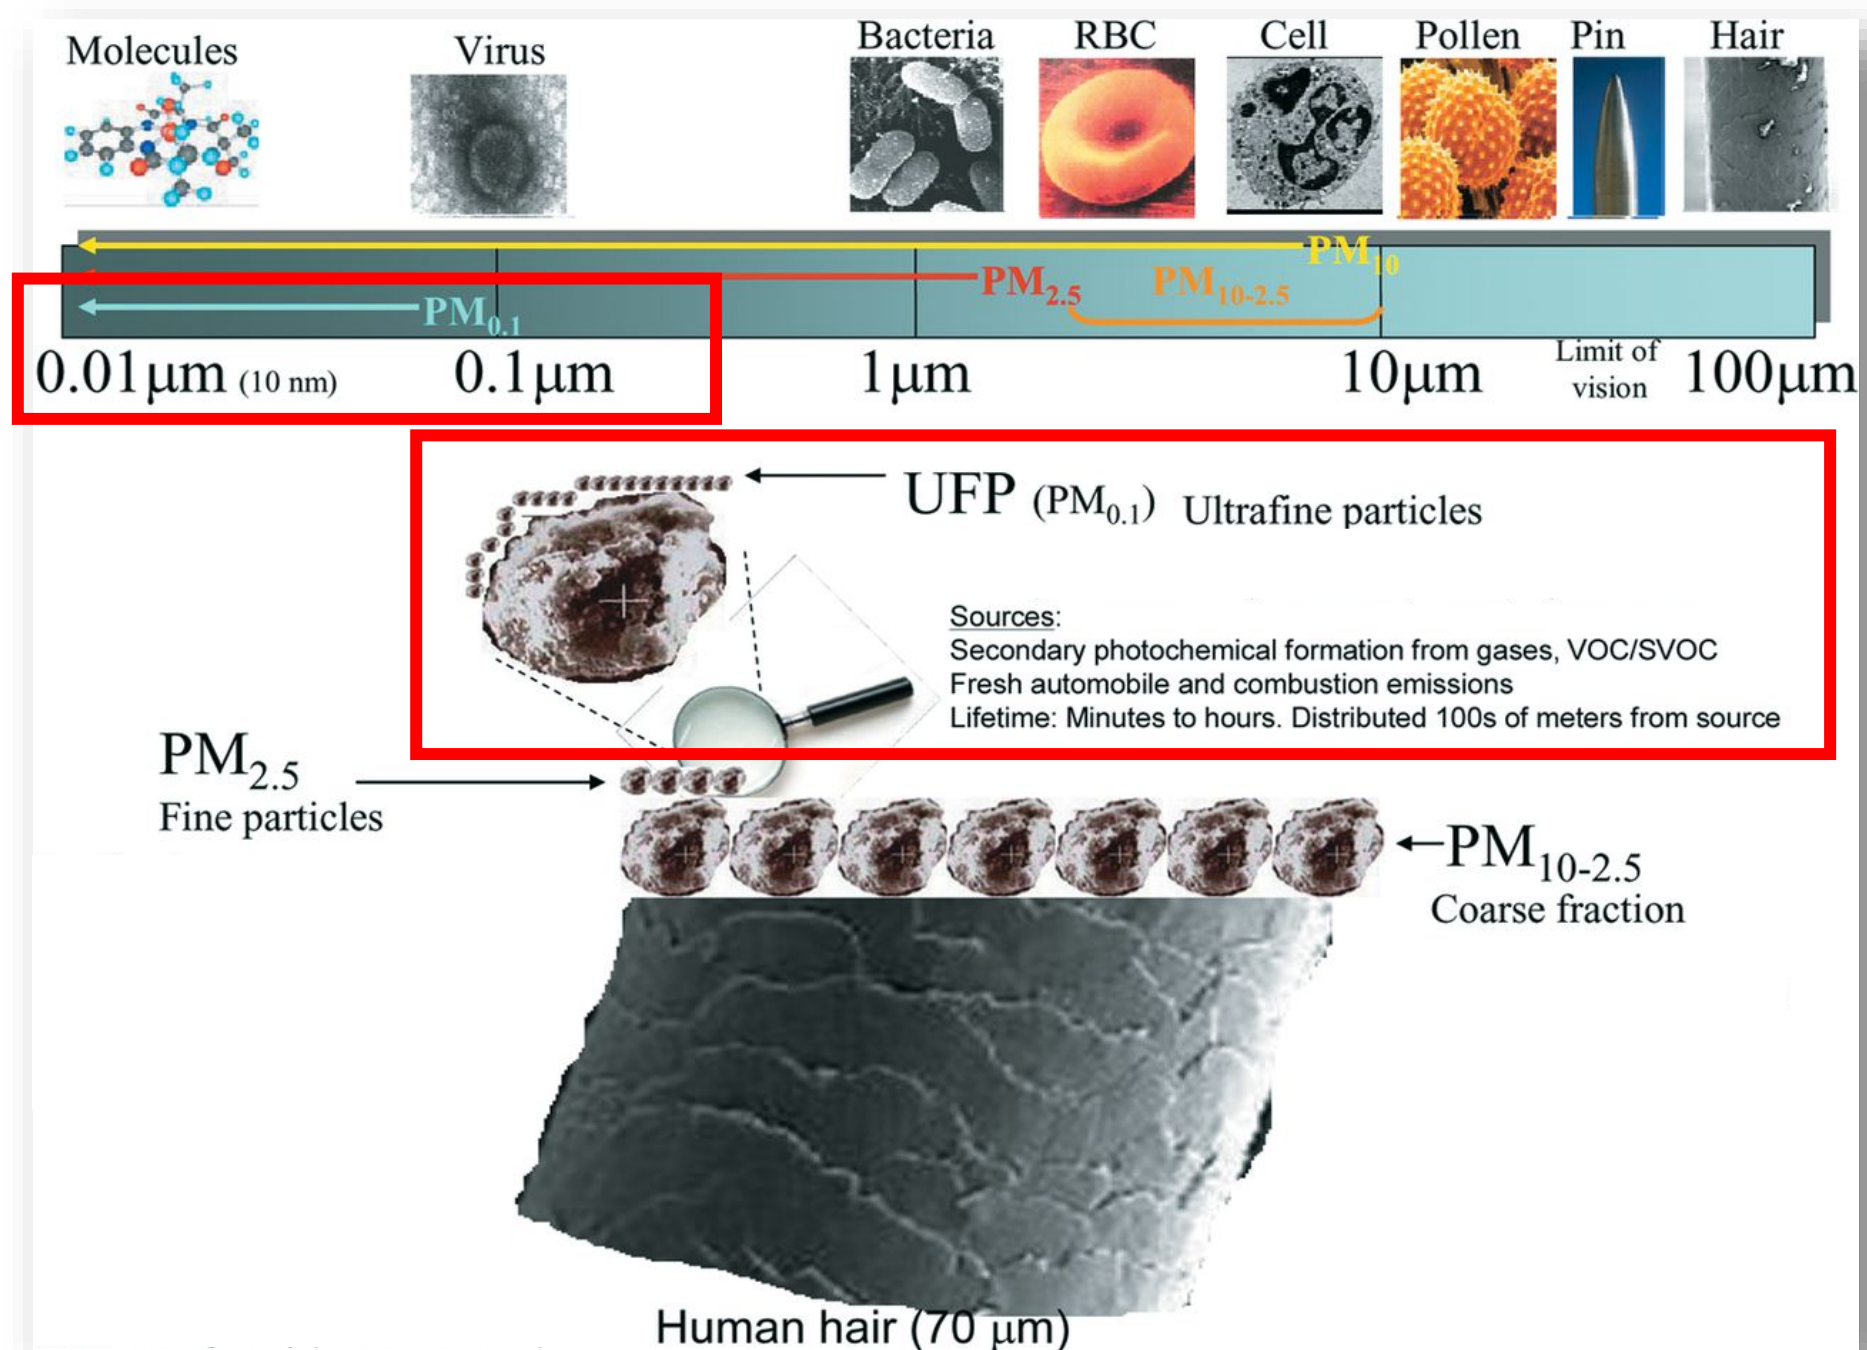 Molecules
Virus
Bacteria
RBC
Cell
Pollen
Pin
Hair
PM10
PM2.5
PM10-2.5
PM0.1
0.01μm (10 nm)
0.1μm
1μm
10μm
Limit of
vision
100μm
UFP (PM0.1) Ultrafine particles
Sources:
Secondary photochemical formation from gases, VOC/SVOC
Fresh automobile and combustion emissions
Lifetime: Minutes to hours. Distributed 100s of meters from source
PM2.5
Fine particles
PM10-2.5
Coarse fraction
Human hair (70 μm)